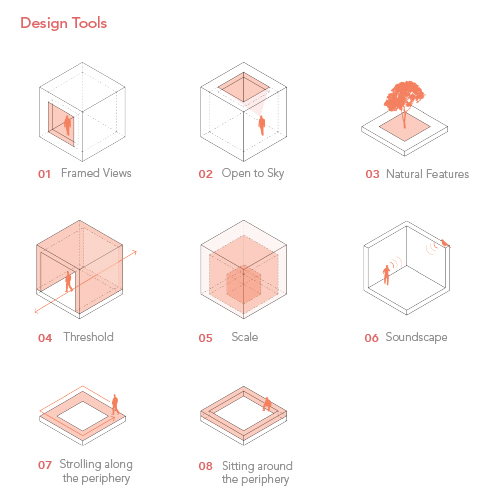 Design Tools
01 Framed Views
02 Open to Sky
03 Natural Features
04 Threshold
05 Scale
06 Soundscape
07 Strolling along
the periphery
08 Sitting around
the periphery